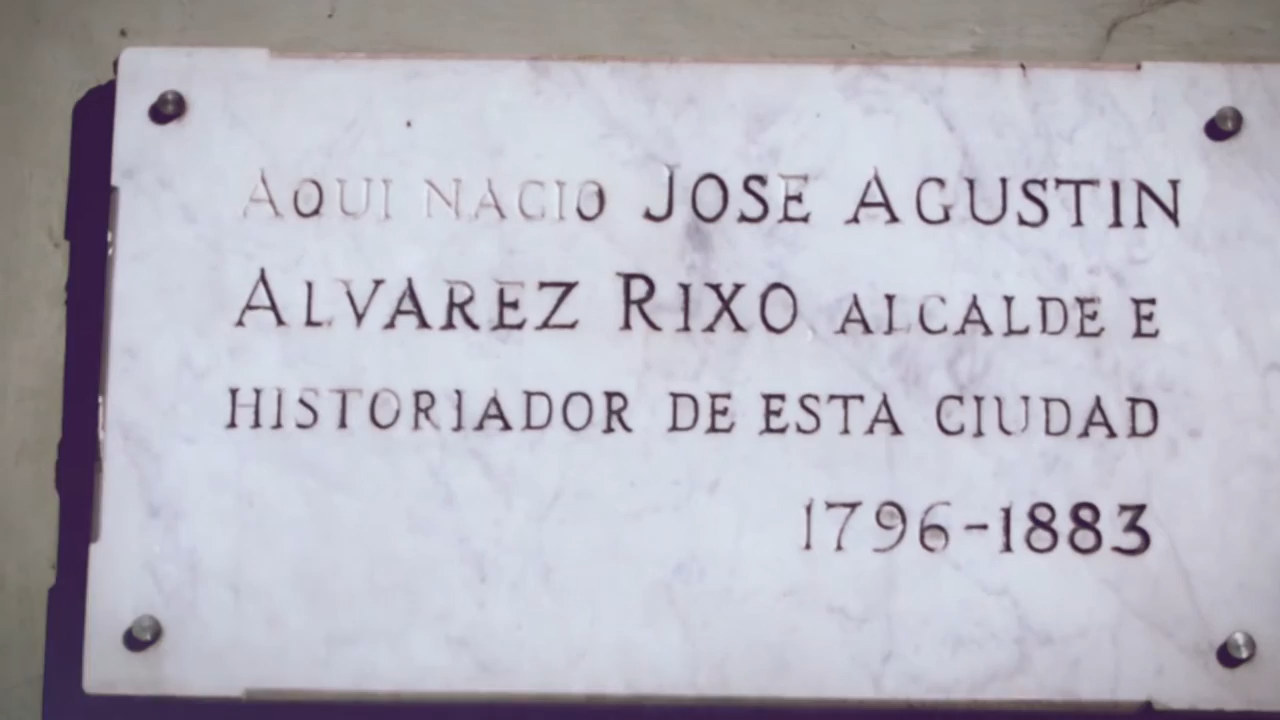 AQUI NACIO JOSE AGUSTIN
ALVAREZ RIXO ALCALDE E
HISTORIADOR DE ESTA CIUDAD
1796-1883